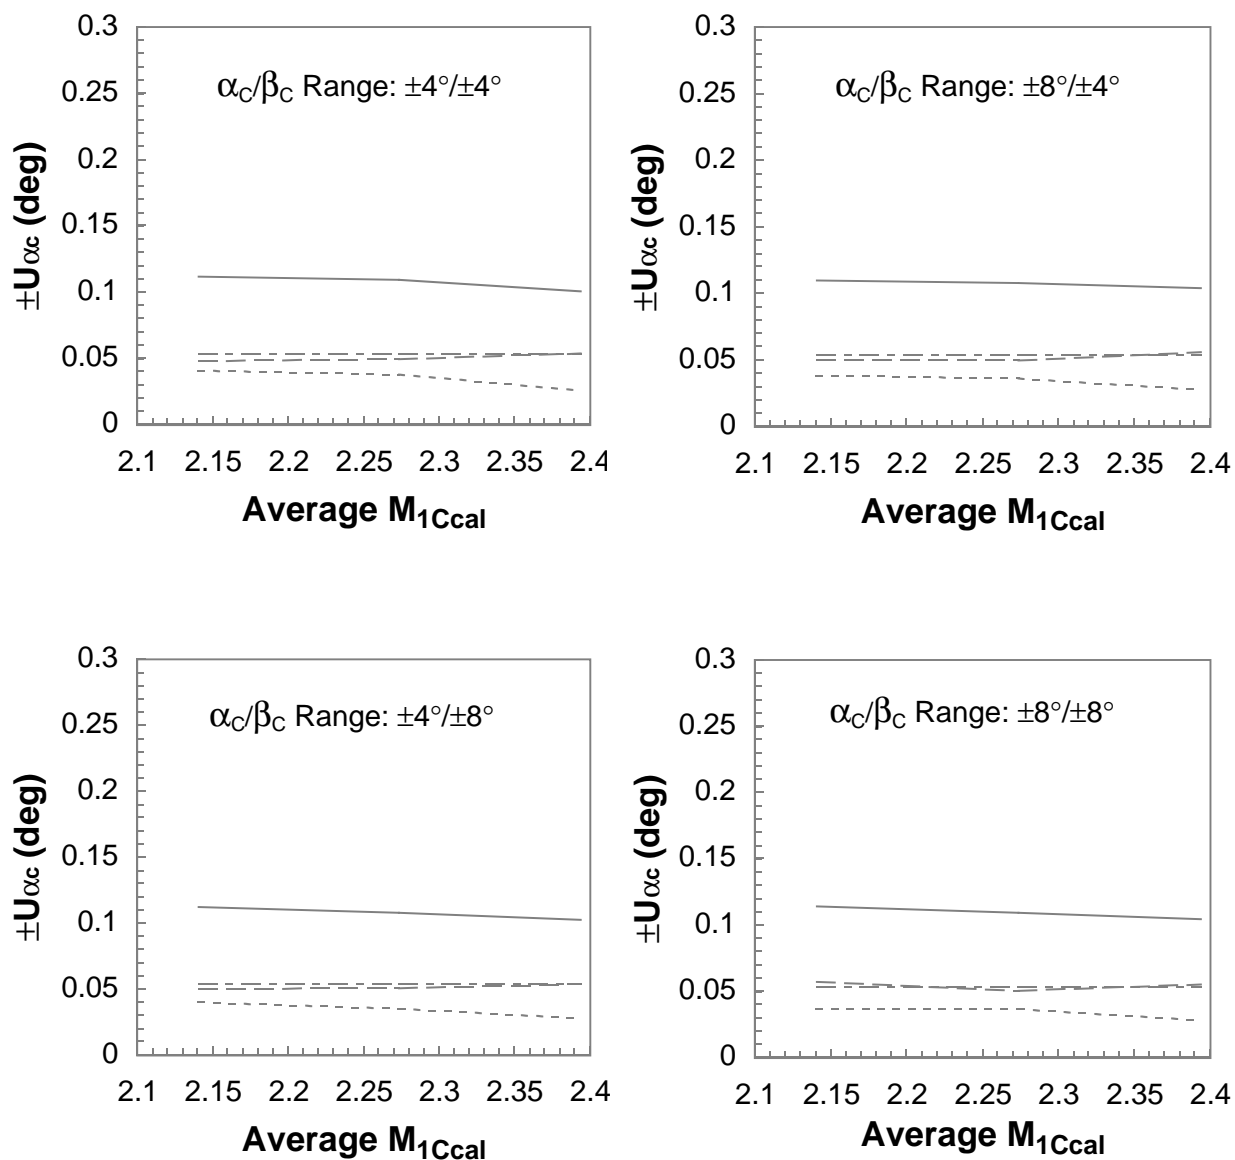 0.3
0.25
0.2
0.15
0.1
0.05
0
±Uαc (deg)
αC/βC Range: ±4°/±4°
2.1 2.15 2.2 2.25 2.3 2.35 2.4
Average M1Ccal
0.3
0.25
0.2
0.15
0.1
0.05
0
±Uαc (deg)
αC/βC Range: ±8°/±4°
2.1 2.15 2.2 2.25 2.3 2.35 2.4
Average M1Ccal
0.3
0.25
0.2
0.15
0.1
0.05
0
±Uαc (deg)
αC/βC Range: ±4°/±8°
2.1 2.15 2.2 2.25 2.3 2.35 2.4
Average M1Ccal
0.3
0.25
0.2
0.15
0.1
0.05
0
±Uαc (deg)
αC/βC Range: ±8°/±8°
2.1 2.15 2.2 2.25 2.3 2.35 2.4
Average M1Ccal